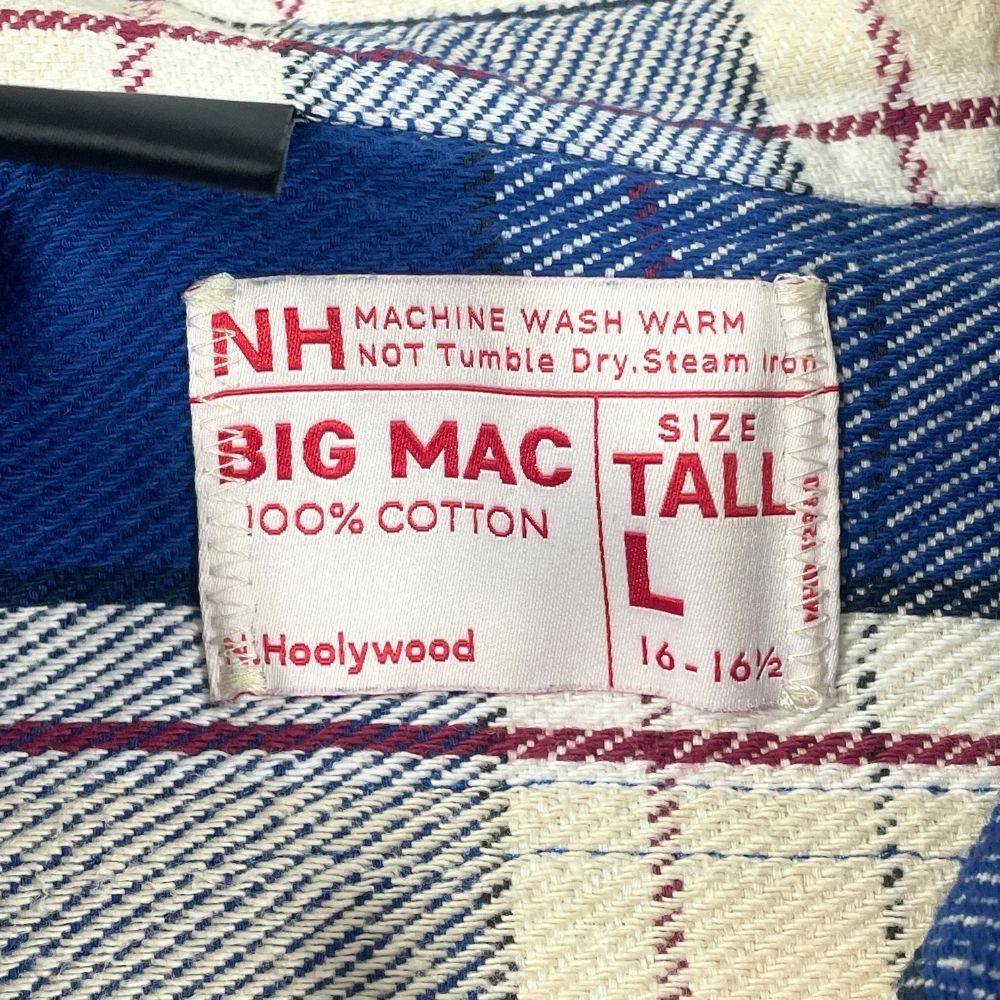 NH MACHINE WASH WARM
NOT Tumble Dry. Steam Iron
BIG MAC
100% COTTON
N.Hoolywood
SIZE
TALL
L
16 - 16½